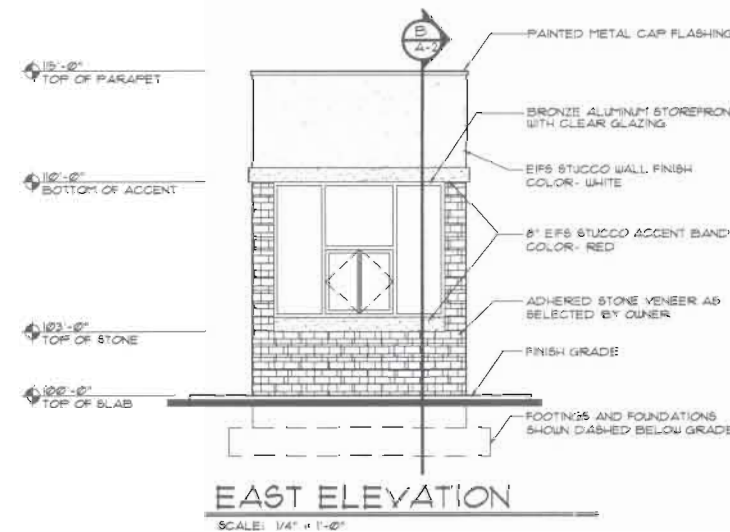 B
A-2
PAINTED METAL CAP FLASHING
115'-0"
TOP OF PARAPET
BRONZE ALUMINUM STOREFRON
WITH CLEAR GLAZING
EIFS STUCCO WALL FINISH
COLOR- WHITE
110'-0"
BOTTOM OF ACCENT
8" EIFS STUCCO ACCENT BAND
COLOR- RED
ADHERED STONE VENEER AS
SELECTED BY OWNER
103'-0"
TOP OF STONE
FINISH GRADE
100'-0"
TOP OF SLAB
FOOTINGS AND FOUNDATIONS
SHOWN DASHED BELOW GRADE
EAST ELEVATION
SCALE: 1/4" = 1'-0"